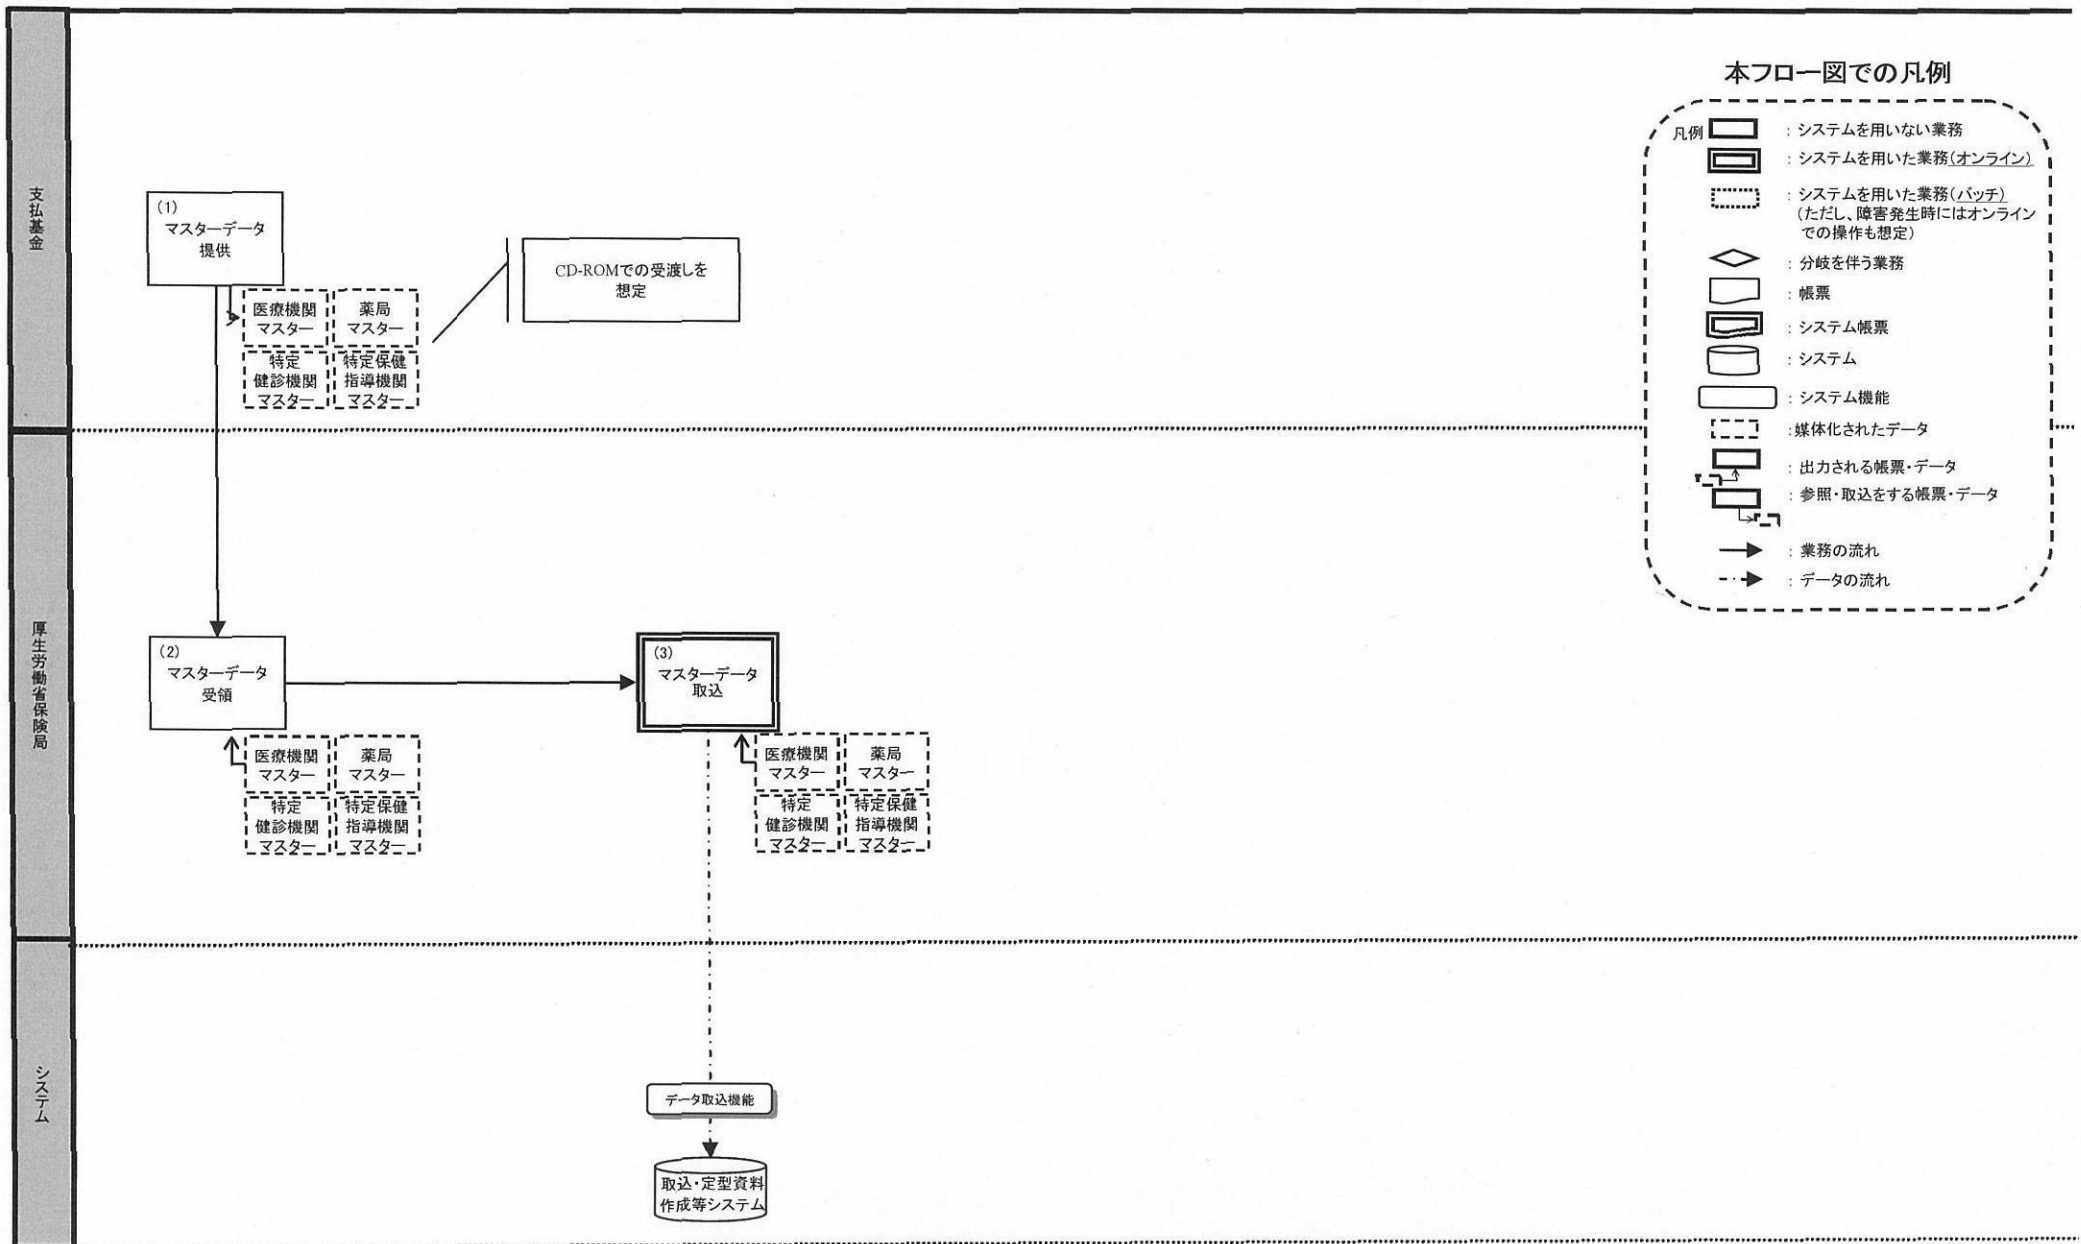 本フロー図での凡例
凡例
：システムを用いない業務
：システムを用いた業務(オンライン)
：システムを用いた業務(バッチ)
(ただし、障害発生時にはオンライン
での操作も想定)
：分岐を伴う業務
：帳票
：システム帳票
：システム
：システム機能
：媒体化されたデータ
：出力される帳票・データ
：参照・取込をする帳票・データ
：業務の流れ
：データの流れ
支払基金
(1)
マスターデータ
提供
医療機関
マスター
薬局
マスター
特定
健診機関
マスター
特定保健
指導機関
マスター
CD-ROMでの受渡しを
想定
厚生労働省保険局
(2)
マスターデータ
受領
医療機関
マスター
薬局
マスター
特定
健診機関
マスター
特定保健
指導機関
マスター
(3)
マスターデータ
取込
医療機関
マスター
薬局
マスター
特定
健診機関
マスター
特定保健
指導機関
マスター
システム
データ取込機能
取込・定型資料
作成等システム